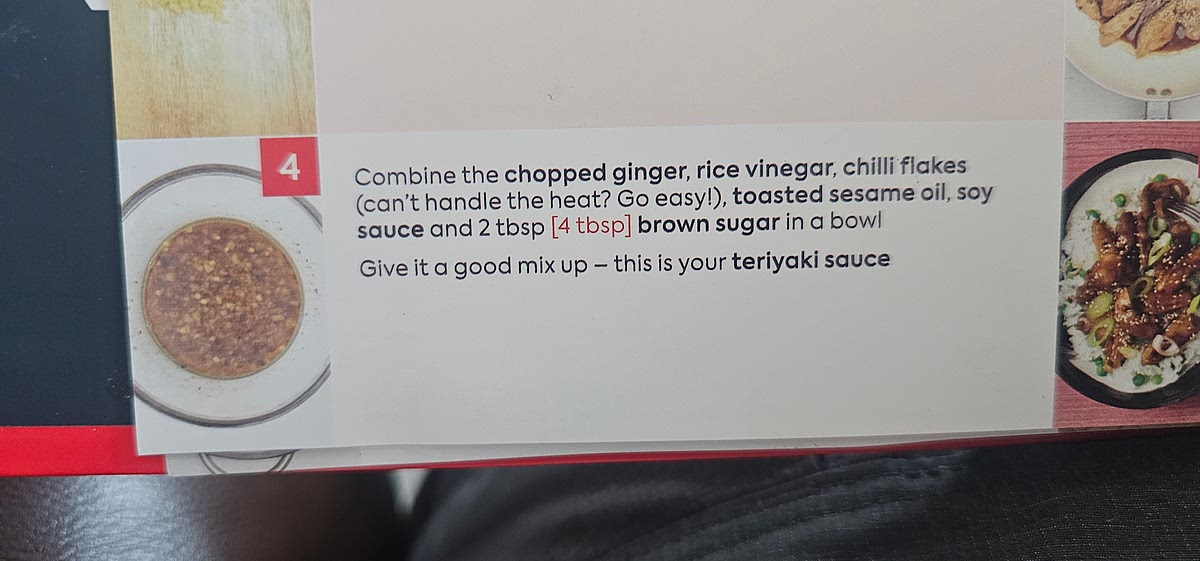 4
Combine the chopped ginger, rice vinegar, chilli flakes
(can't handle the heat? Go easy!), toasted sesame oil, soy
sauce and 2 tbsp [4 tbsp] brown sugar in a bowl
Give it a good mix up – this is your teriyaki sauce